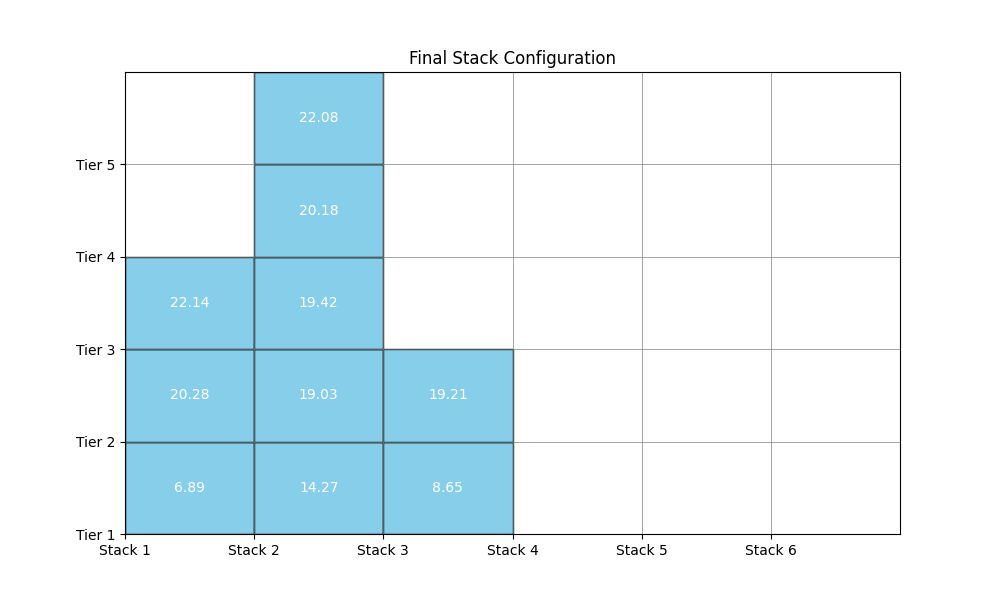 Final Stack Configuration
22.08
Tier 5
20.18
Tier 4
22.14 19.42
Tier 3
20.28 19.03 19.21
Tier 2
6.89 14.27 8.65
Tier 1
Stack 1 Stack 2 Stack 3 Stack 4 Stack 5 Stack 6